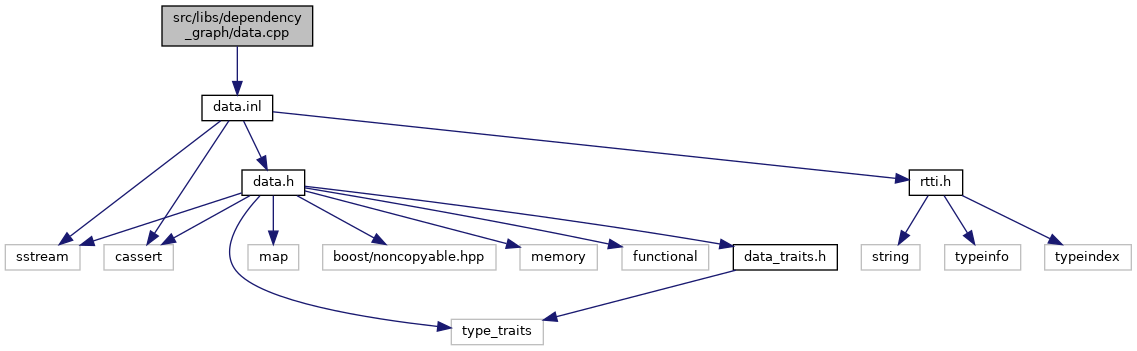 src/libs/dependency
_graph/data.cpp
data.inl
data.h
rtti.h
sstream
cassert
map
boost/noncopyable.hpp
memory
functional
data_traits.h
string
typeinfo
typeindex
type_traits